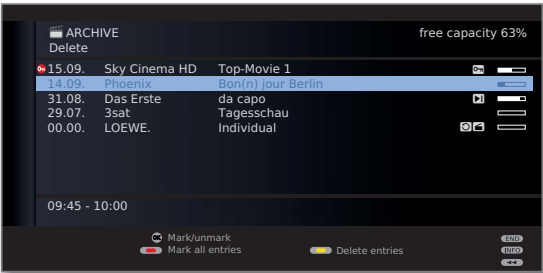 ARCHIVE free capacity 63%
Delete
15.09. Sky Cinema HD Top-Movie 1
14.09. Phoenix Bon(n) jour Berlin
31.08. Das Erste da capo
29.07. 3sat Tagesschau
00.00. LOEWE. Individual
09:45 - 10:00
OK Mark/unmark END
Mark all entries Delete entries INFO